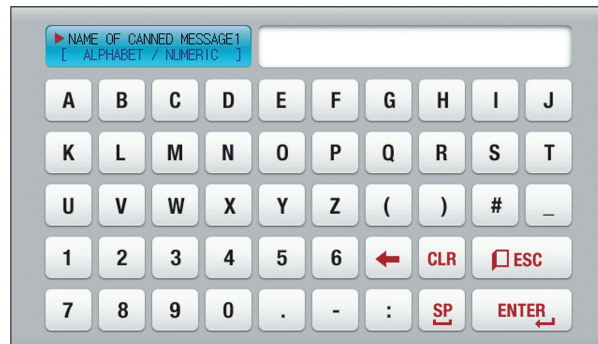 ▶NAME OF CANNED MESSAGE1
[ ALPHABET / NUMERIC ]
A B C D E F G H I J
K L M N O P Q R S T
U V W X Y Z ( ) # _
1 2 3 4 5 6 ← CLR ESC
7 8 9 0 . - : SP ENTER